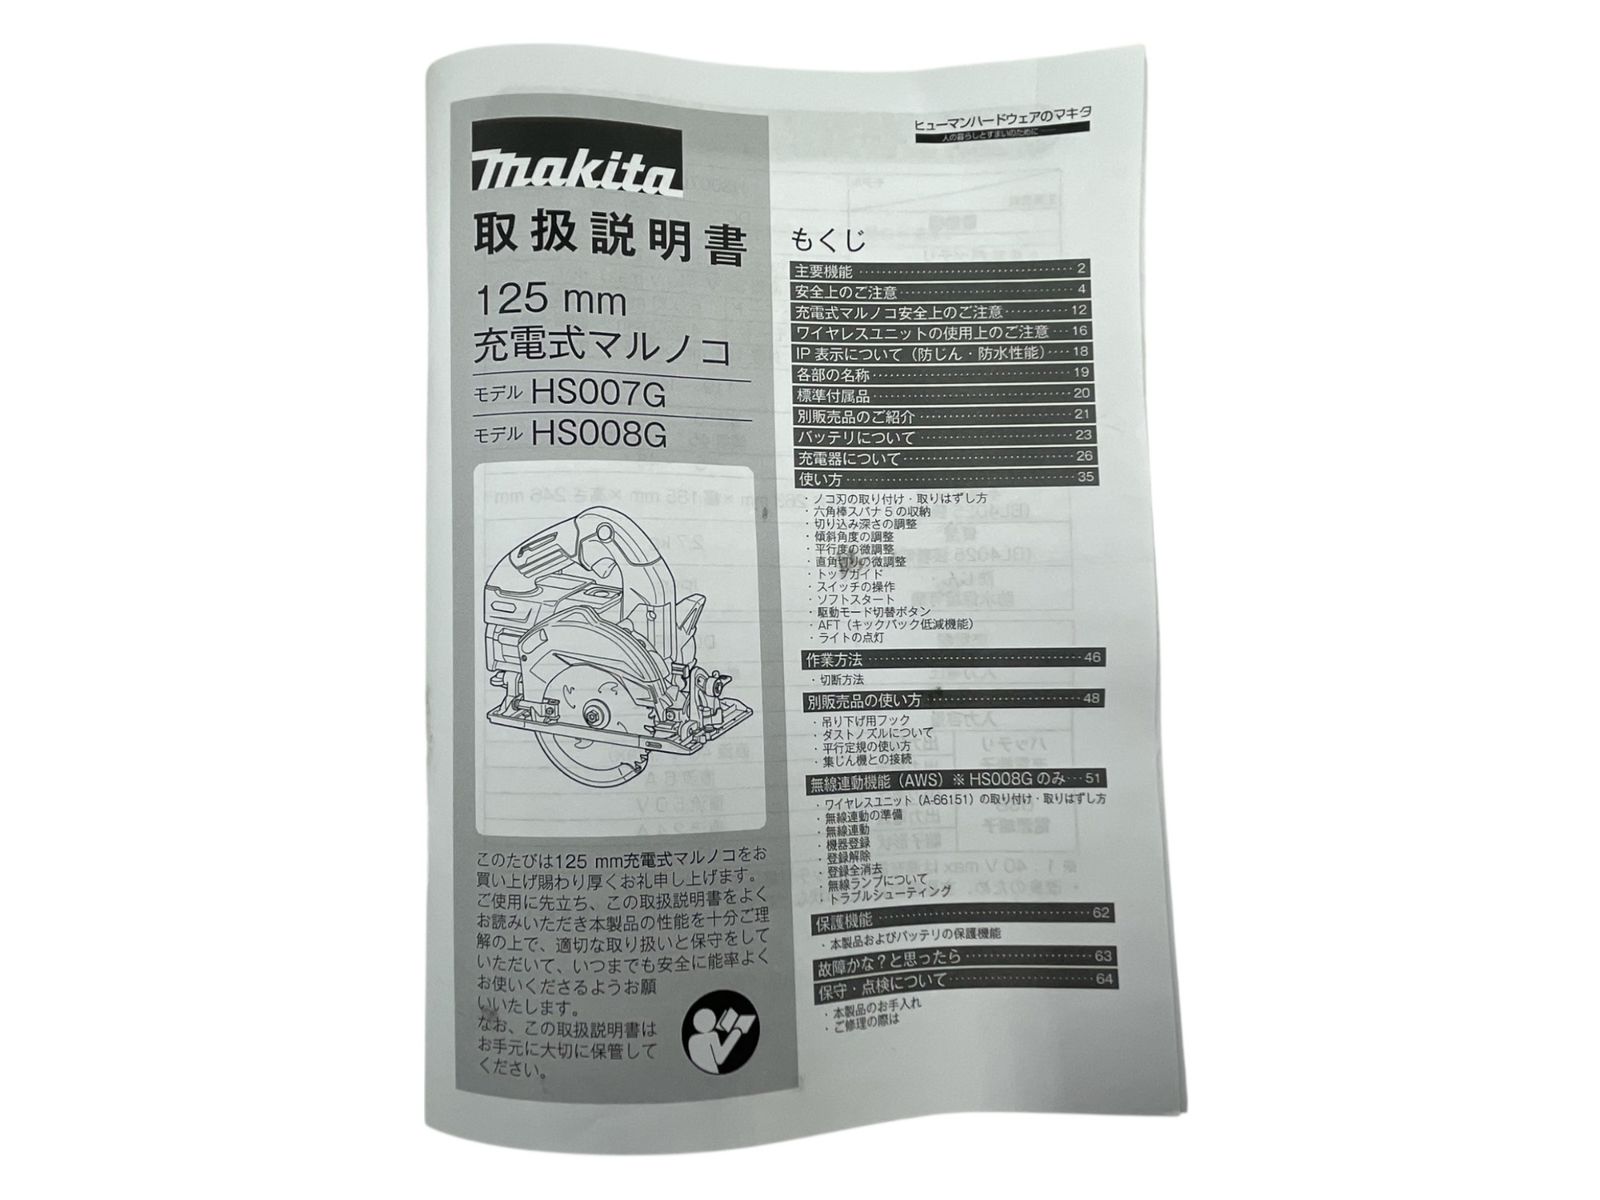 makita
取扱説明書
125 mm
充電式マルノコ
モデル HS007G
モデル HS008G
このたびは125 mm充電式マルノコをお
買い上げ賜わり厚くお礼申し上げます。
ご使用に先立ち、この取扱説明書をよく
お読みいただき本製品の性能を十分ご理
解の上で、適切な取り扱いと保守をして
いただいて、いつまでも安全に能率よく
お使いくださるようお願
いいたします。
なお、この取扱説明書は
お手元に大切に保管して
ください。
ヒューマンハードウェアのマキタ
人の暮らしとすまいのために
もくじ
主要機能 2
安全上のご注意 4
充電式マルノコ安全上のご注意 12
ワイヤレスユニットの使用上のご注意 16
IP 表示について（防じん・防水性能） 18
各部の名称 19
標準付属品 20
別販売品のご紹介 21
バッテリについて 23
充電器について 26
使い方 35
・ノコ刃の取り付け・取りはずし方
・六角棒スパナ 5 の収納
・切り込み深さの調整
・傾斜角度の調整
・平行度の微調整
・直角切りの微調整
・トップガイド
・スイッチの操作
・ソフトスタート
・駆動モード切替ボタン
・AFT（キックバック低減機能）
・ライトの点灯
作業方法 46
・切断方法
別販売品の使い方 48
・吊り下げ用フック
・ダストノズルについて
・平行定規の使い方
・集じん機との接続
無線連動機能（AWS）※ HS008G のみ 51
・ワイヤレスユニット（A-66151）の取り付け・取りはずし方
・無線連動の準備
・無線連動
・機器登録
・登録解除
・登録全消去
・無線ランプについて
・トラブルシューティング
保護機能 62
・本製品およびバッテリの保護機能
故障かな？と思ったら 63
保守・点検について 64
・本製品のお手入れ
・ご修理の際は